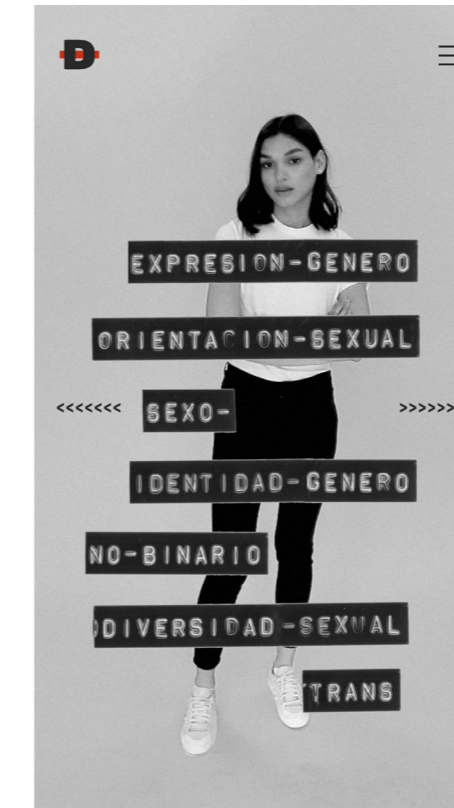 D
EXPRESION-GENERO
ORIENTACION-SEXUAL
<<<<<<< >>>>>>
SEXO-
IDENTIDAD-GENERO
NO-BINARIO
DIVERSIDAD-SEXUAL
TRANS